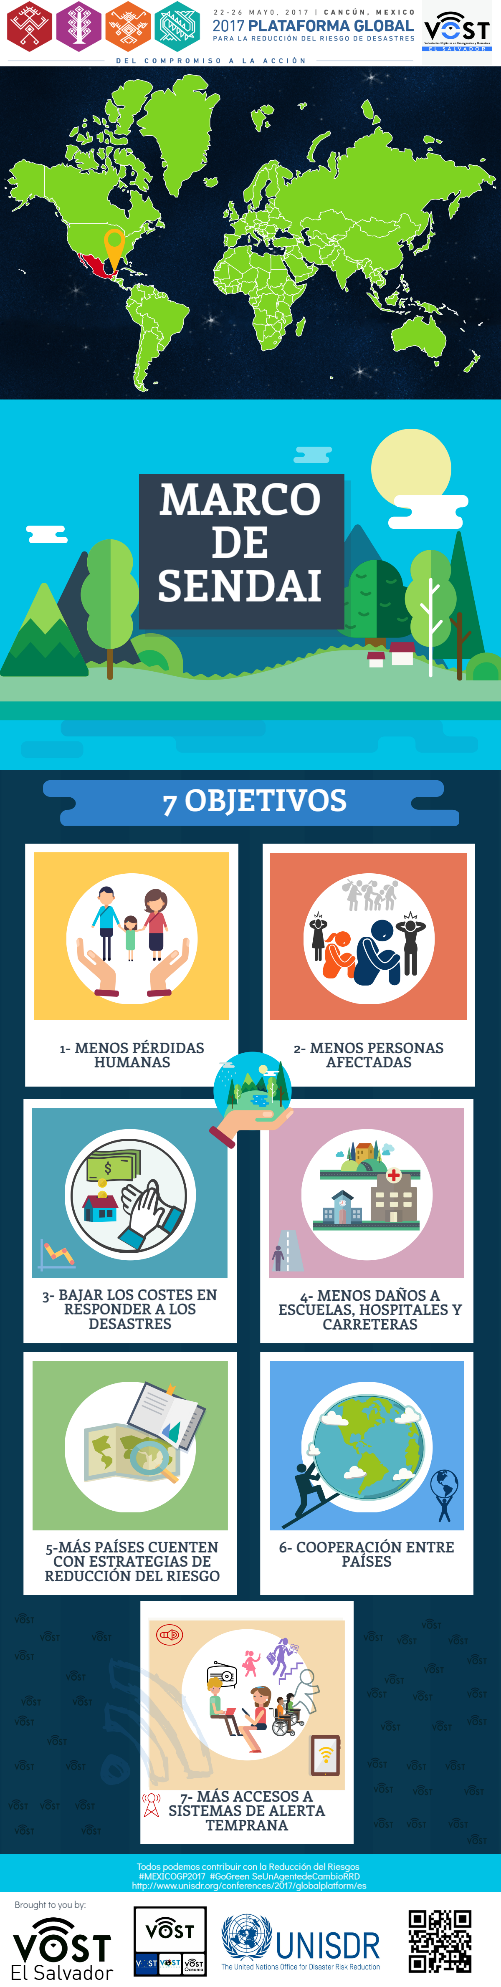 22-26 MAYO, 2017 | CANCÚN, MEXICO
2017 PLATAFORMA GLOBAL
PARA LA REDUCCIÓN DEL RIESGO DE DESASTRES
DEL COMPROMISO A LA ACCIÓN
VOST
EL SALVADOR
MARCO
DE
SENDAI
7 OBJETIVOS
1- MENOS PÉRDIDAS
HUMANAS
2- MENOS PERSONAS
AFECTADAS
3- BAJAR LOS COSTES EN
RESPONDER A LOS
DESASTRES
4- MENOS DAÑOS A
ESCUELAS, HOSPITALES Y
CARRETERAS
5-MÁS PAÍSES CUENTEN
CON ESTRATEGIAS DE
REDUCCIÓN DEL RIESGO
6- COOPERACIÓN ENTRE
PAÍSES
7- MÁS ACCESOS A
SISTEMAS DE ALERTA
TEMPRANA
Todos podemos contribuir con la Reducción del Riesgos
#MEXICOGP2017 #GoGreen SeUnAgentedeCambioRRD
http://www.unisdr.org/conferences/2017/globalplatform/es
Brought to you by:
VOST
El Salvador
VOST
VOST VOST VOST
UNISDR
The United Nations Office for Disaster Risk Reduction